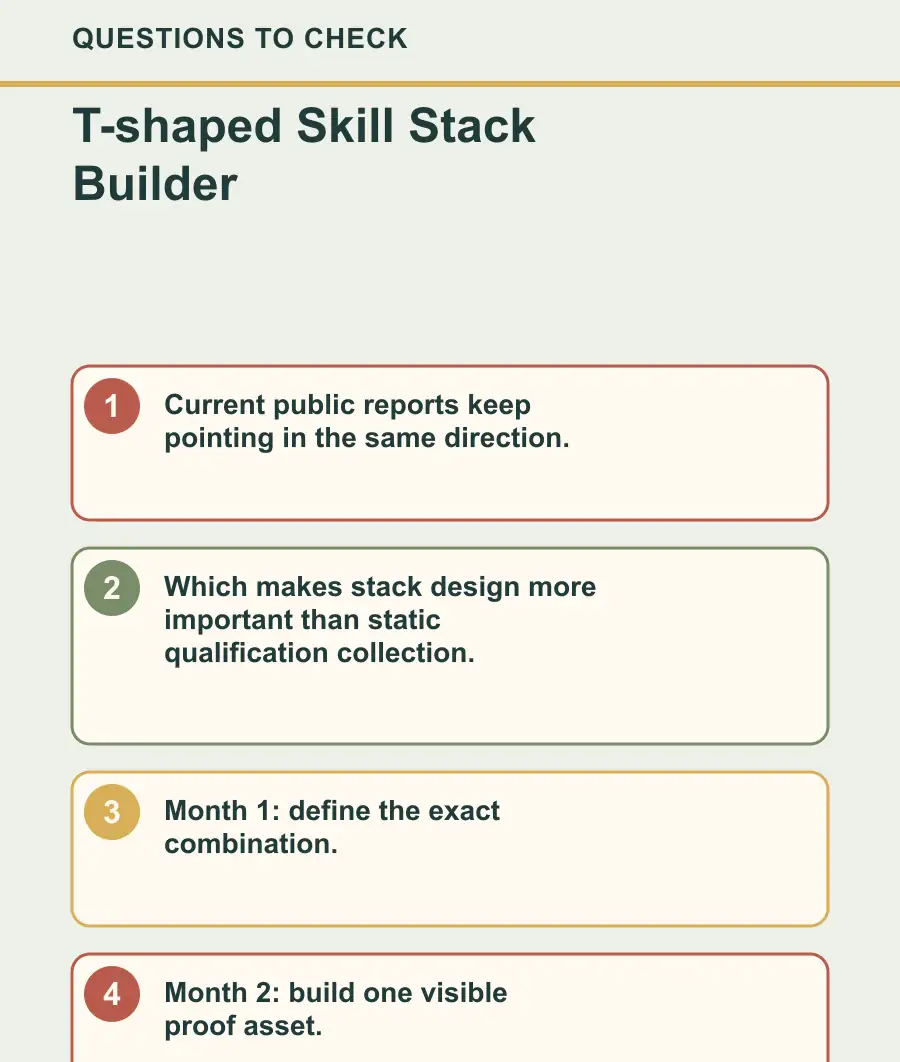 QUESTIONS TO CHECK
T-shaped Skill Stack
Builder
1
Current public reports keep
pointing in the same direction.
2
Which makes stack design more
important than static
qualification collection.
3
Month 1: define the exact
combination.
4
Month 2: build one visible
proof asset.